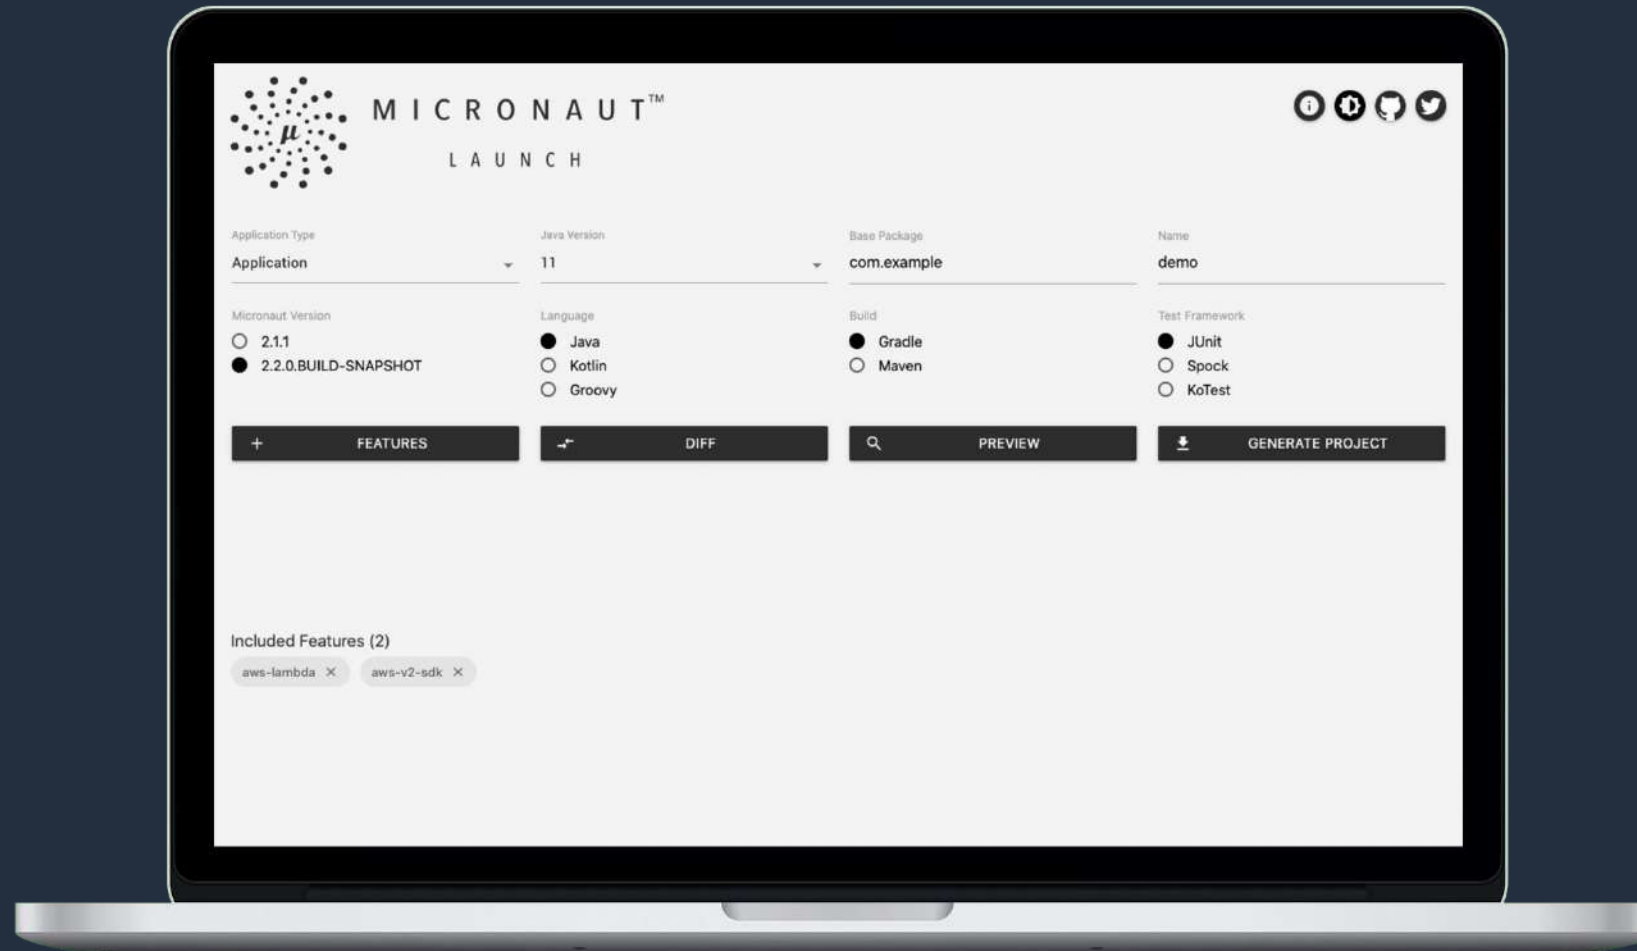 μ
MICRONAUT™
LAUNCH
Application Type
Application
Java Version
11
Base Package
com.example
Name
demo
Micronaut Version
2.1.1
2.2.0.BUILD-SNAPSHOT
Language
Java
Kotlin
Groovy
Build
Gradle
Maven
Test Framework
JUnit
Spock
KoTest
FEATURES
DIFF
PREVIEW
GENERATE PROJECT
Included Features (2)
aws-lambda
aws-v2-sdk